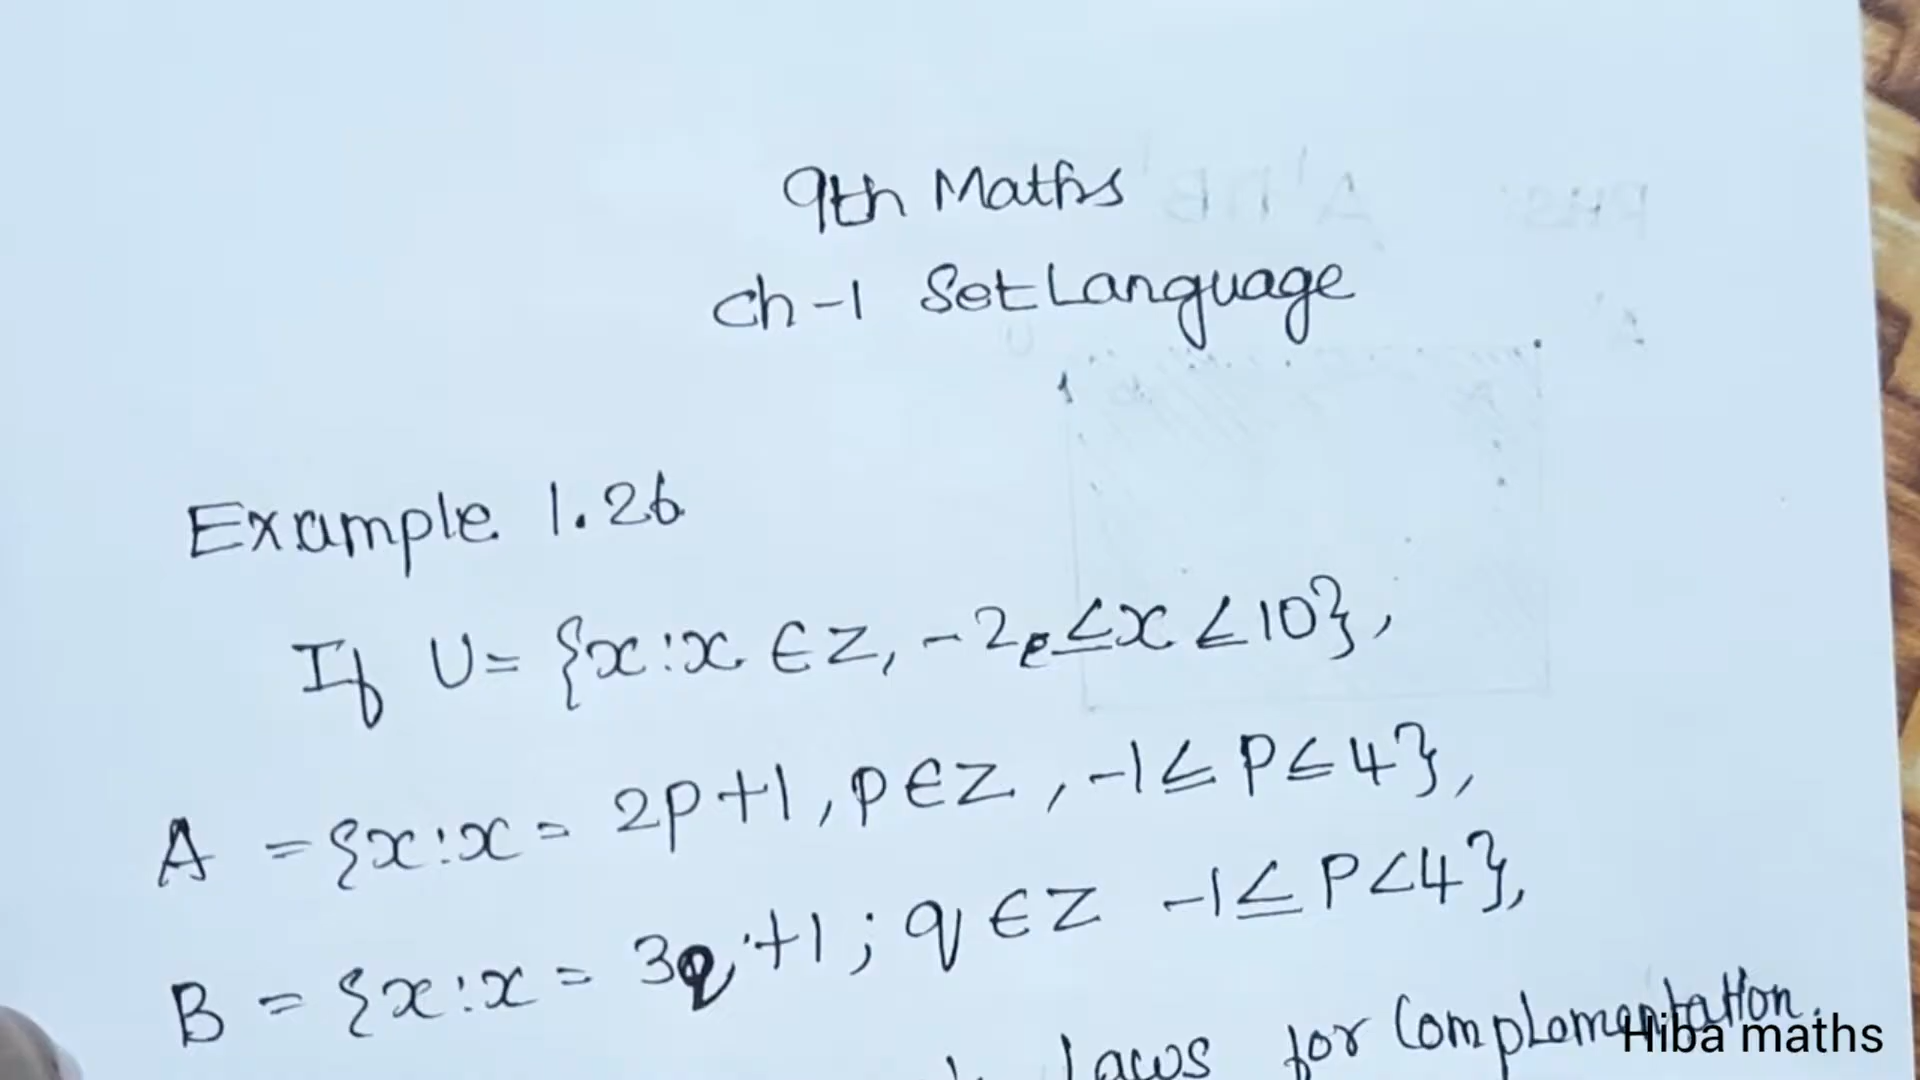 9th Maths
Ch-1 Set Language
Example 1.26
If U = {x:x ∈ Z, -2 ≤ x < 10},
A = {x:x = 2p+1, p ∈ Z, -1 ≤ P ≤ 4},
B = {x:x = 3q+1; q ∈ Z -1 ≤ P < 4},
laws for Complementation.
Hiba maths